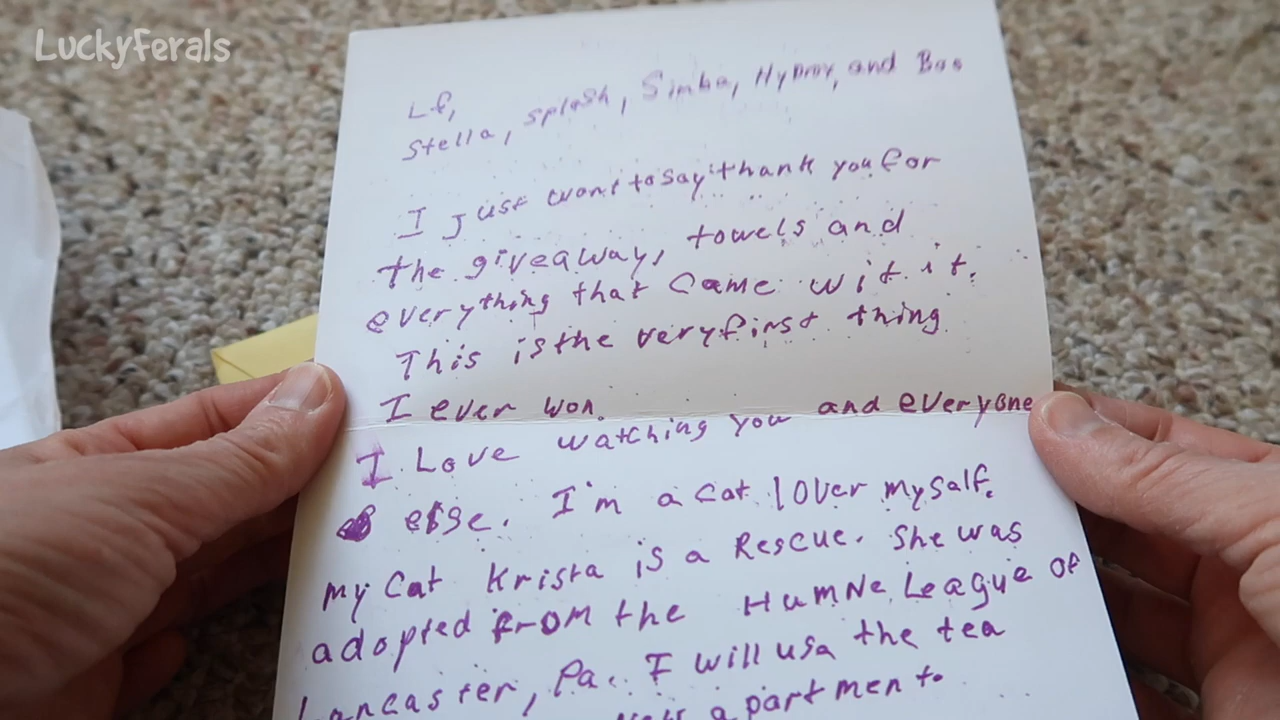 LuckyFerals
Lf,
Stella, splash, Simba, Hypnox, and Boo
I Just want to say thank you for
the giveaway, towels and
everything that came wit it.
This is the very first thing
I ever won.
I Love watching you and everyone
else. I'm a cat lover mysalf.
my cat Krista is a Rescue. She was
adopted from the HumNe League of
Lancaster, Pa. I will usa the tea
apartment.